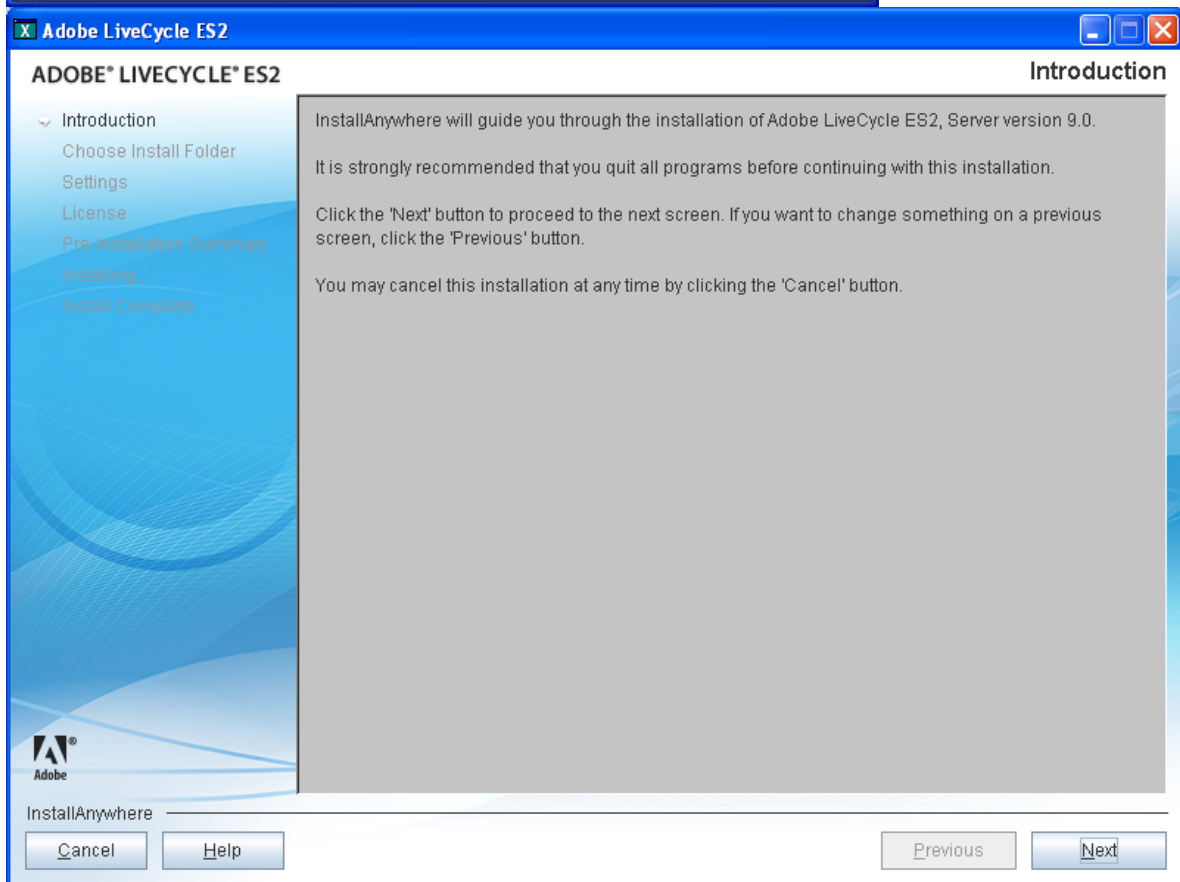 Adobe LiveCycle ES2
ADOBE® LIVECYCLE® ES2
Introduction
Introduction
Choose Install Folder
Settings
License
Pre-Installation Summary
Installing...
Install Complete
InstallAnywhere will guide you through the installation of Adobe LiveCycle ES2, Server version 9.0.
It is strongly recommended that you quit all programs before continuing with this installation.
Click the 'Next' button to proceed to the next screen. If you want to change something on a previous
screen, click the 'Previous' button.
You may cancel this installation at any time by clicking the 'Cancel' button.
Adobe
InstallAnywhere
Cancel
Help
Previous
Next